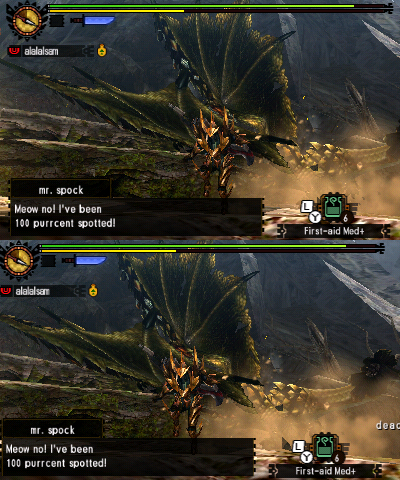 alalalsam
mr. spock
Meow no! I've been
100 purrcent spotted!
L
Y
6
First-aid Med+
alalalsam
mr. spock
Meow no! I've been
100 purrcent spotted!
L
Y
6
First-aid Med+
deac